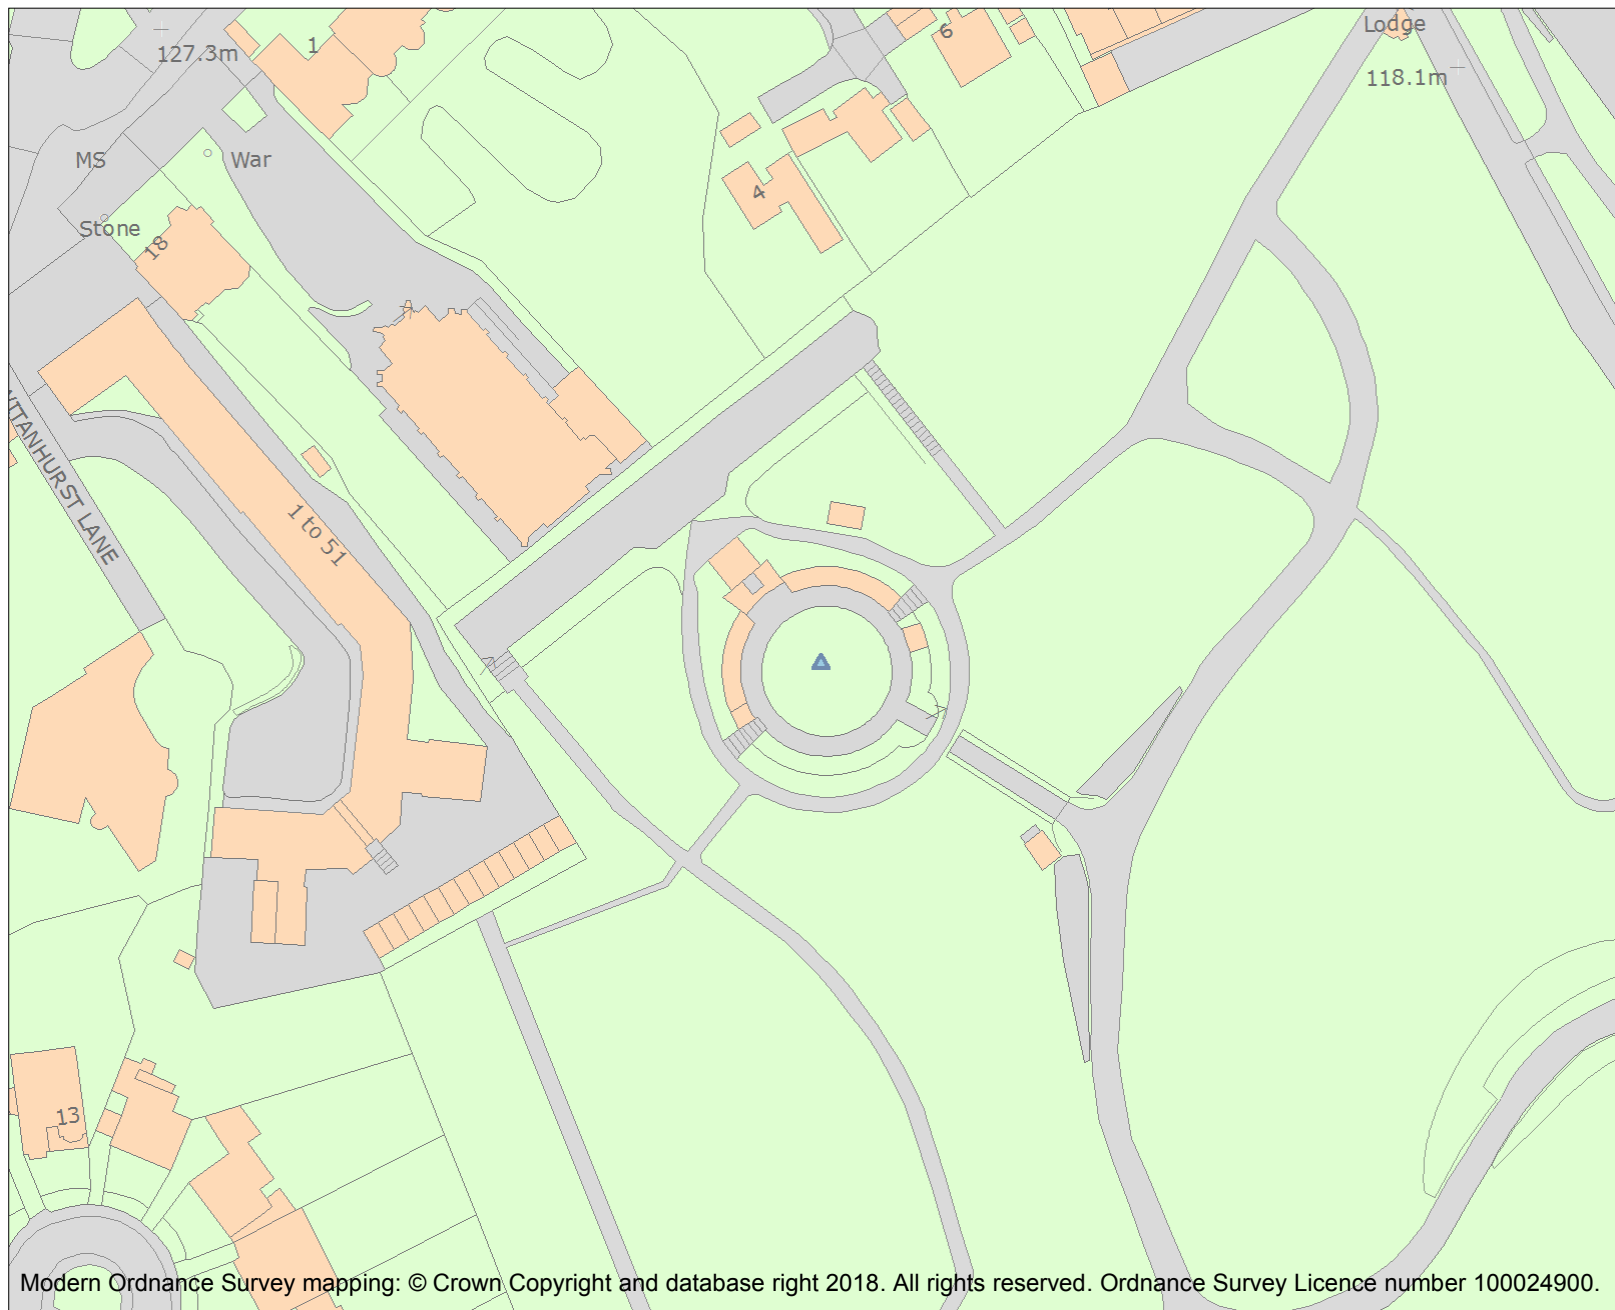 Lodge
1
6
127.3m
118.1m
MS
War
4
Stone
18
1 to 51
13
Modern Ordnance Survey mapping: © Crown Copyright and database right 2018. All rights reserved. Ordnance Survey Licence number 100024900.
LANE